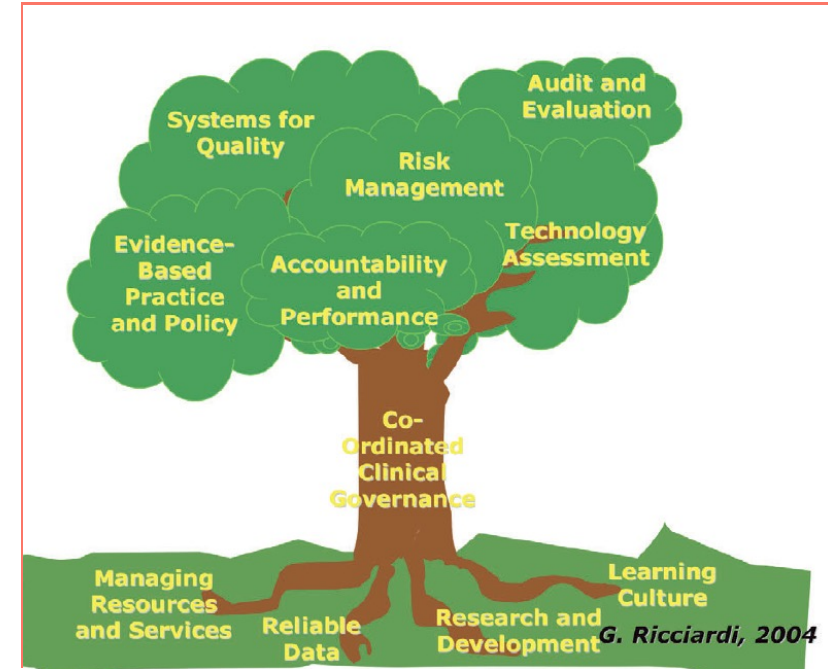 Audit and
Evaluation
Systems for
Quality
Risk
Management
Technology
Assessment
Evidence-
Based
Practice
and Policy
Accountability
and
Performance
Co-
Ordinated
Clinical
Governance
Managing
Resources
and Services
Reliable
Data
Research and
Development
Learning
Culture
G. Ricciardi, 2004